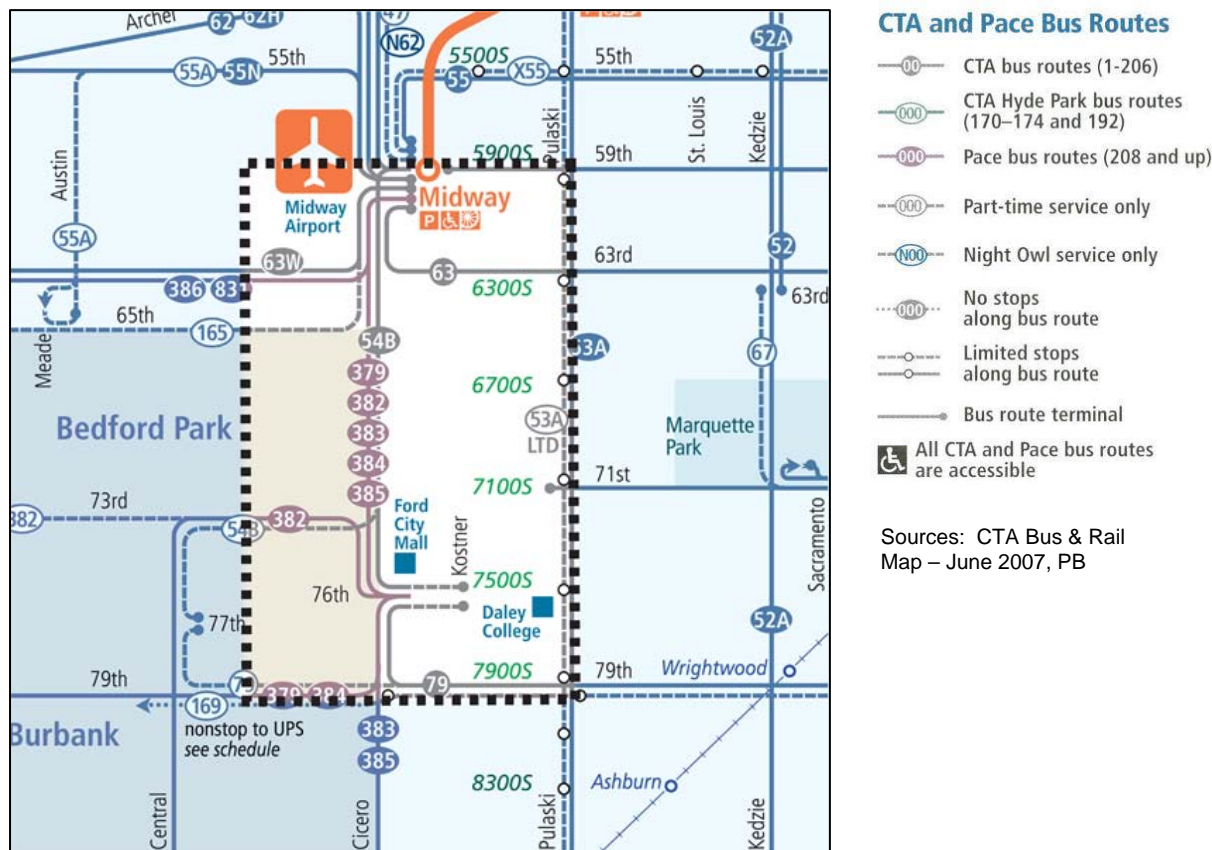 Archer
62
62H
47
N62
5500S
52A
55A
55N
55th
55
X55
55th
Pulaski
St. Louis
Kedzie
Austin
5900S
59th
Midway
Airport
Midway
P
55A
63W
63
63rd
52
386
6300S
63rd
65th
165
Meade
54B
53A
67
379
6700S
382
53A
LTD
Marquette
Park
Bedford Park
383
384
385
7100S
71st
73rd
382
54B
382
Ford
City
Mall
Kostner
Sacramento
76th
7500S
77th
Daley
College
52A
7900S
79th
Wrightwood
79th
79
379
384
169
nonstop to UPS
see schedule
Burbank
383
385
8300S
Ashburn
Central
Cicero
Pulaski
Kedzie
CTA and Pace Bus Routes
00 CTA bus routes (1-206)
000 CTA Hyde Park bus routes
(170–174 and 192)
000 Pace bus routes (208 and up)
000 Part-time service only
N00 Night Owl service only
000 No stops
along bus route
Limited stops
along bus route
Bus route terminal
All CTA and Pace bus routes
are accessible
Sources: CTA Bus & Rail
Map – June 2007, PB